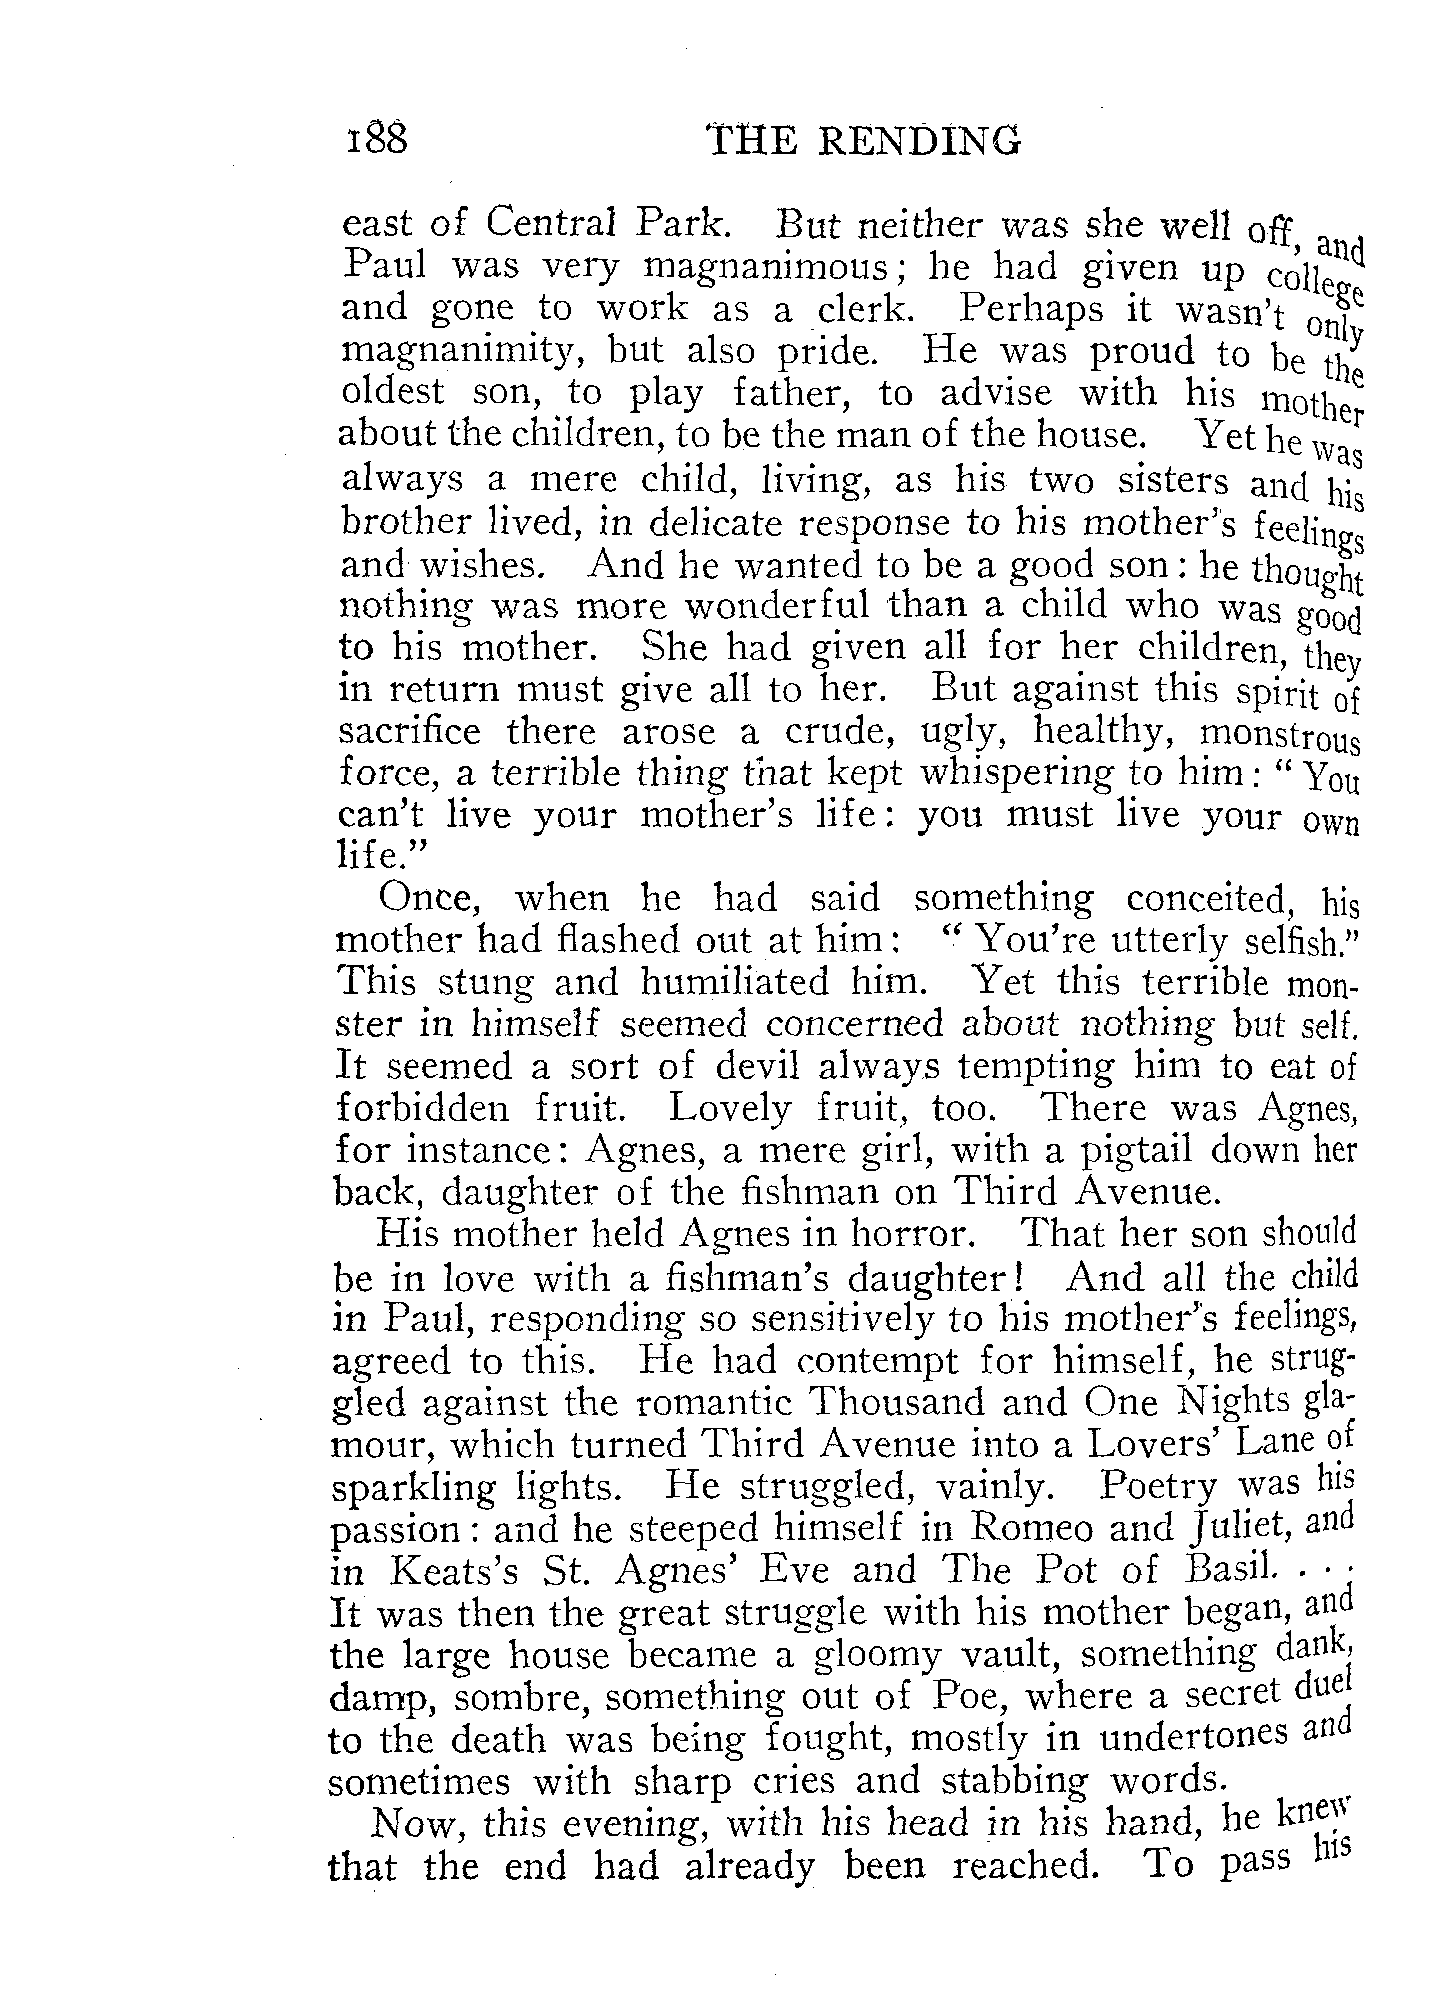 188 THE RENDING
east of Central Park. But neither was she well off, and
Paul was very magnanimous; he had given up college
and gone to work as a clerk. Perhaps it wasn't only
magnanimity, but also pride. He was proud to be the
oldest son, to play father, to advise with his mother
about the children, to be the man of the house. Yet he was
always a mere child, living, as his two sisters and his
brother lived, in delicate response to his mother's feelings
and wishes. And he wanted to be a good son: he thought
nothing was more wonderful than a child who was good
to his mother. She had given all for her children, they
in return must give all to her. But against this spirit of
sacrifice there arose a crude, ugly, healthy, monstrous
force, a terrible thing that kept whispering to him: "You
can't live your mother's life: you must live your own
life."
Once, when he had said something conceited, his
mother had flashed out at him: "You're utterly selfish."
This stung and humiliated him. Yet this terrible mon-
ster in himself seemed concerned about nothing but self.
It seemed a sort of devil always tempting him to eat of
forbidden fruit. Lovely fruit, too. There was Agnes,
for instance: Agnes, a mere girl, with a pigtail down her
back, daughter of the fishman on Third Avenue.
His mother held Agnes in horror. That her son should
be in love with a fishman's daughter! And all the child
in Paul, responding so sensitively to his mother's feelings,
agreed to this. He had contempt for himself, he strug-
gled against the romantic Thousand and One Nights gla-
mour, which turned Third Avenue into a Lovers' Lane of
sparkling lights. He struggled, vainly. Poetry was his
passion: and he steeped himself in Romeo and Juliet, and
in Keats's St. Agnes' Eve and The Pot of Basil. . . .
It was then the great struggle with his mother began, and
the large house became a gloomy vault, something dank,
damp, sombre, something out of Poe, where a secret duel
to the death was being fought, mostly in undertones and
sometimes with sharp cries and stabbing words.
Now, this evening, with his head in his hand, he knew
that the end had already been reached. To pass his